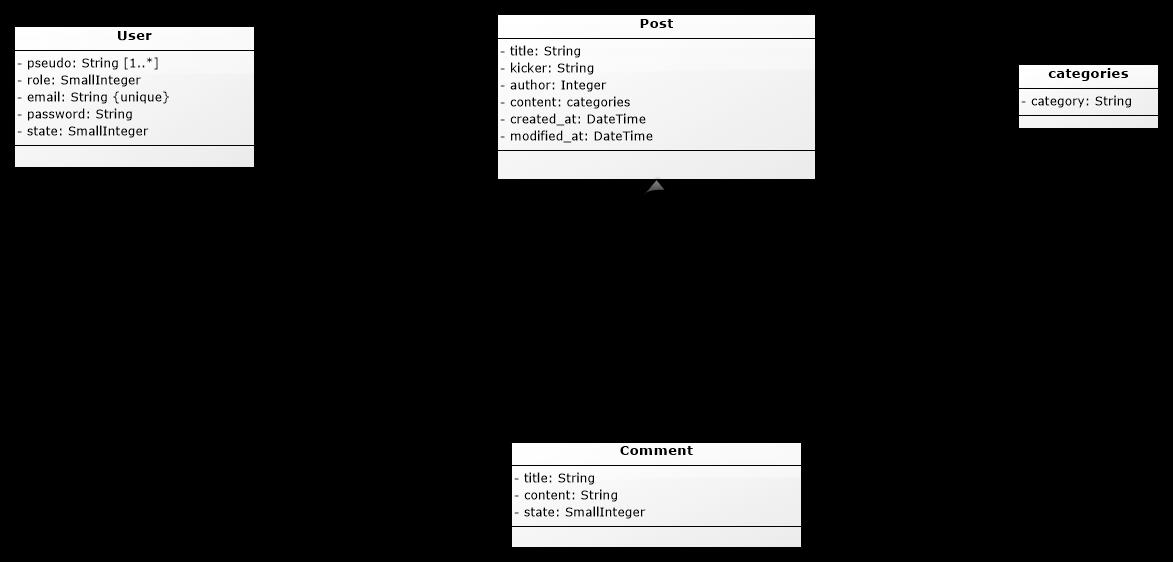 User
- pseudo: String [1..*]
- role: SmallInteger
- email: String {unique}
- password: String
- state: SmallInteger
Post
- title: String
- kicker: String
- author: Integer
- content: categories
- created_at: DateTime
- modified_at: DateTime
categories
- category: String
Comment
- title: String
- content: String
- state: SmallInteger